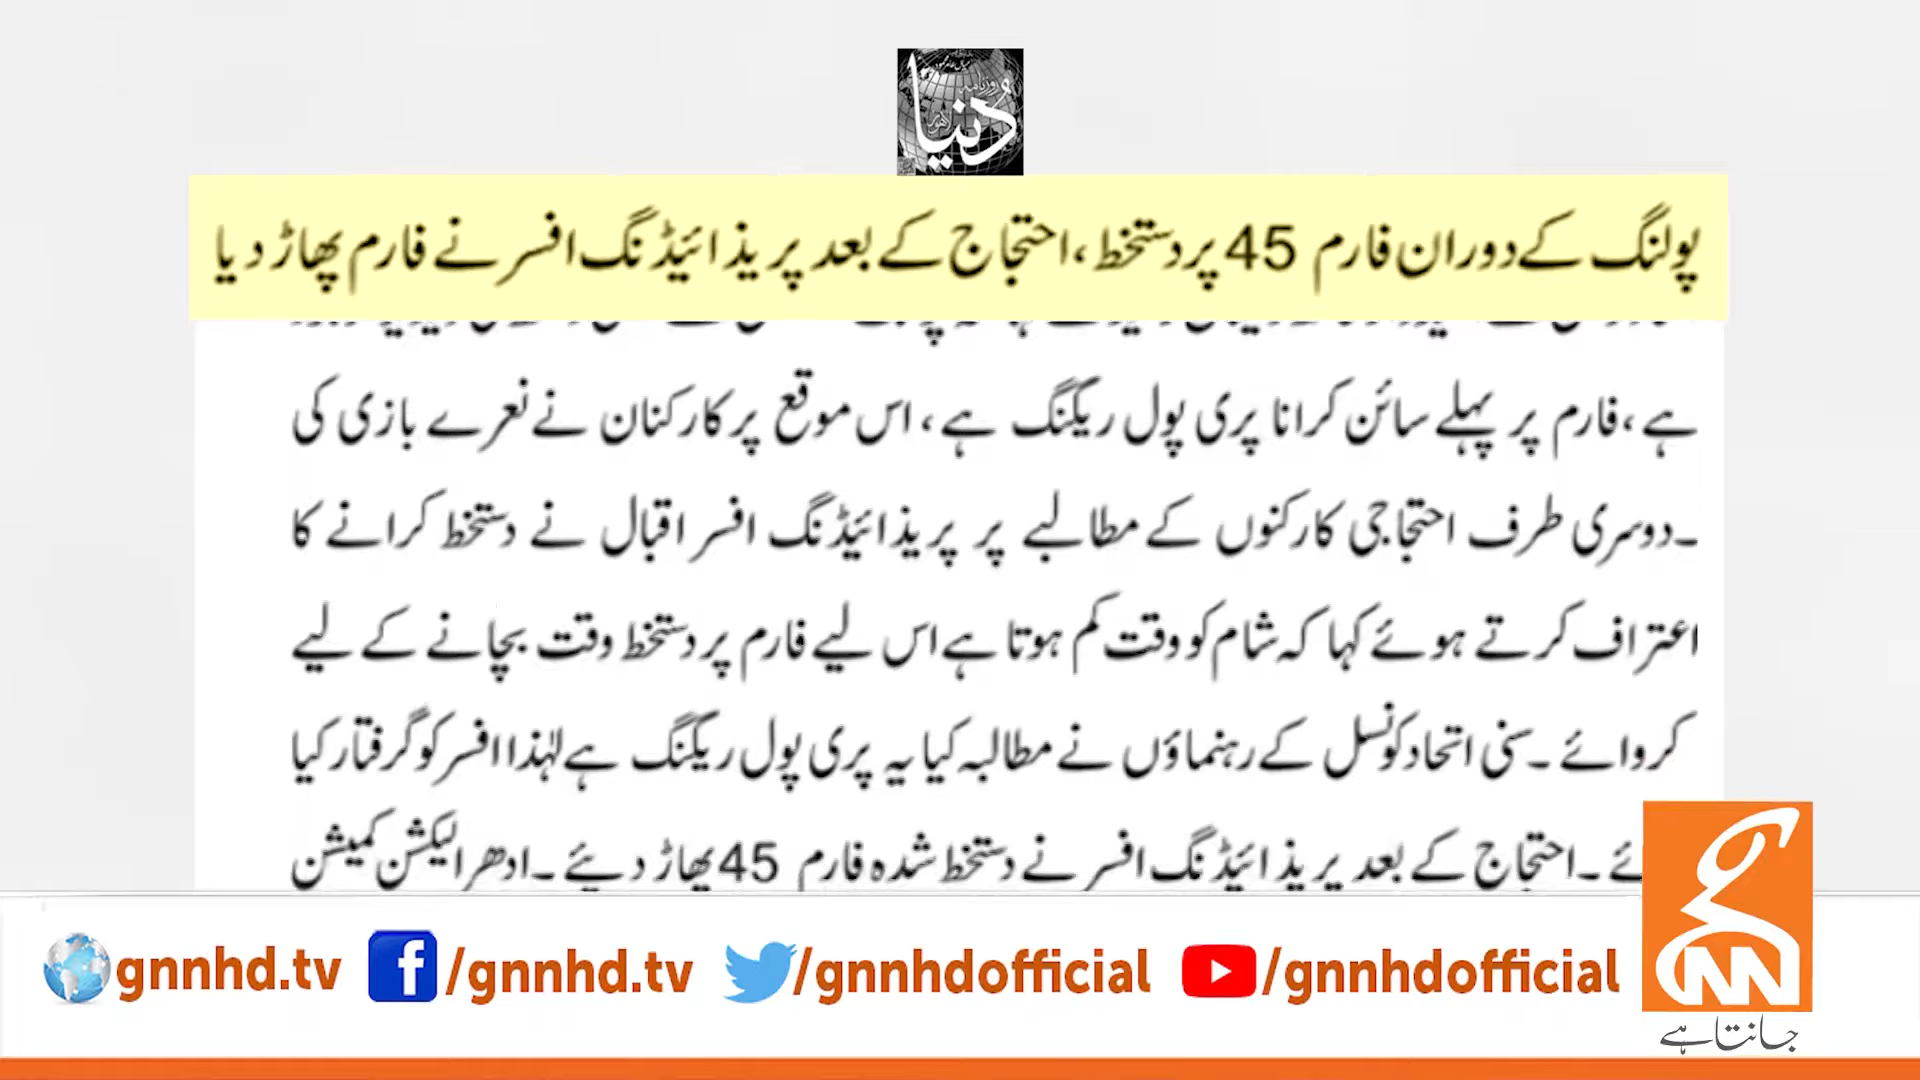 روزنامہ
دُنیا
لاہور
پولنگ کے دوران فارم 45 پر دستخط، احتجاج کے بعد پریذائیڈنگ افسر نے فارم پھاڑ دیا
ہے، فارم پر پہلے سائن کرانا پری پول ریگنگ ہے، اس موقع پر کارکنان نے نعرے بازی کی
۔ دوسری طرف احتجاجی کارکنوں کے مطالبے پر پریذائیڈنگ افسر اقبال نے دستخط کرانے کا
اعتراف کرتے ہوئے کہا کہ شام کو وقت کم ہوتا ہے اس لیے فارم پر دستخط وقت بچانے کے لیے
کروائے ۔ سنی اتحاد کونسل کے رہنماؤں نے مطالبہ کیا یہ پری پول ریگنگ ہے لہٰذا افسر کو گرفتار کیا
ئے ۔ احتجاج کے بعد پریذائیڈنگ افسر نے دستخط شدہ فارم 45 پھاڑ دیئے ۔ ادھر الیکشن کمیشن
gnnhd.tv /gnnhd.tv /gnnhdofficial /gnnhdofficial
GNN
جانتا ہے